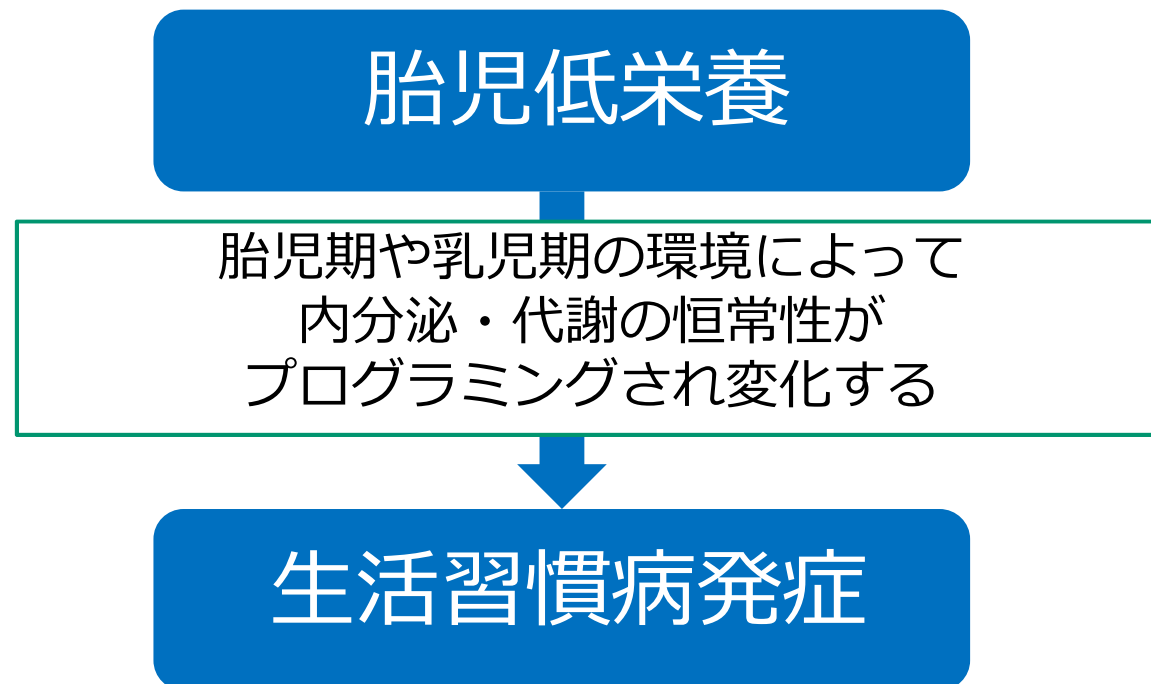 胎児低栄養
胎児期や乳児期の環境によって
内分泌・代謝の恒常性が
プログラミングされ変化する
生活習慣病発症